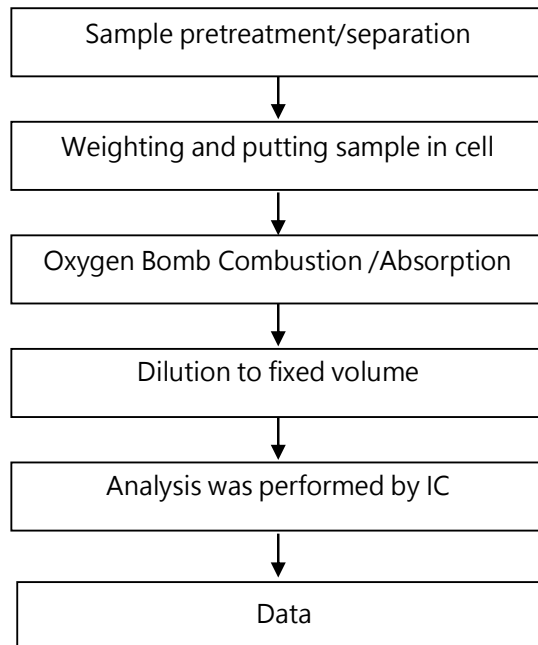 Sample pretreatment/separation
Weighting and putting sample in cell
Oxygen Bomb Combustion /Absorption
Dilution to fixed volume
Analysis was performed by IC
Data